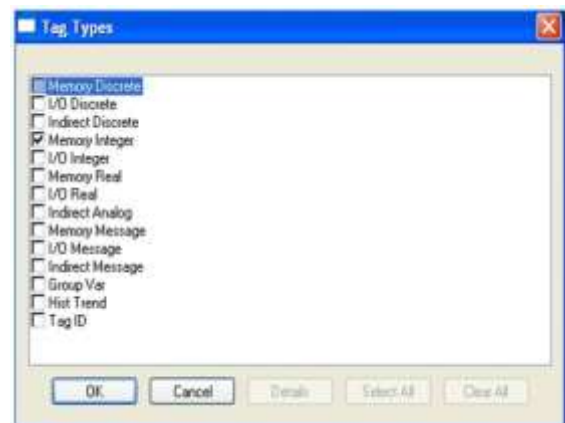 Tag Types
Memory Discrete
I/O Discrete
Indirect Discrete
Memory Integer
I/O Integer
Memory Real
I/O Real
Indirect Analog
Memory Message
I/O Message
Indirect Message
Group Var
Hist Trend
Tag ID
OK Cancel Details Select All Clear All